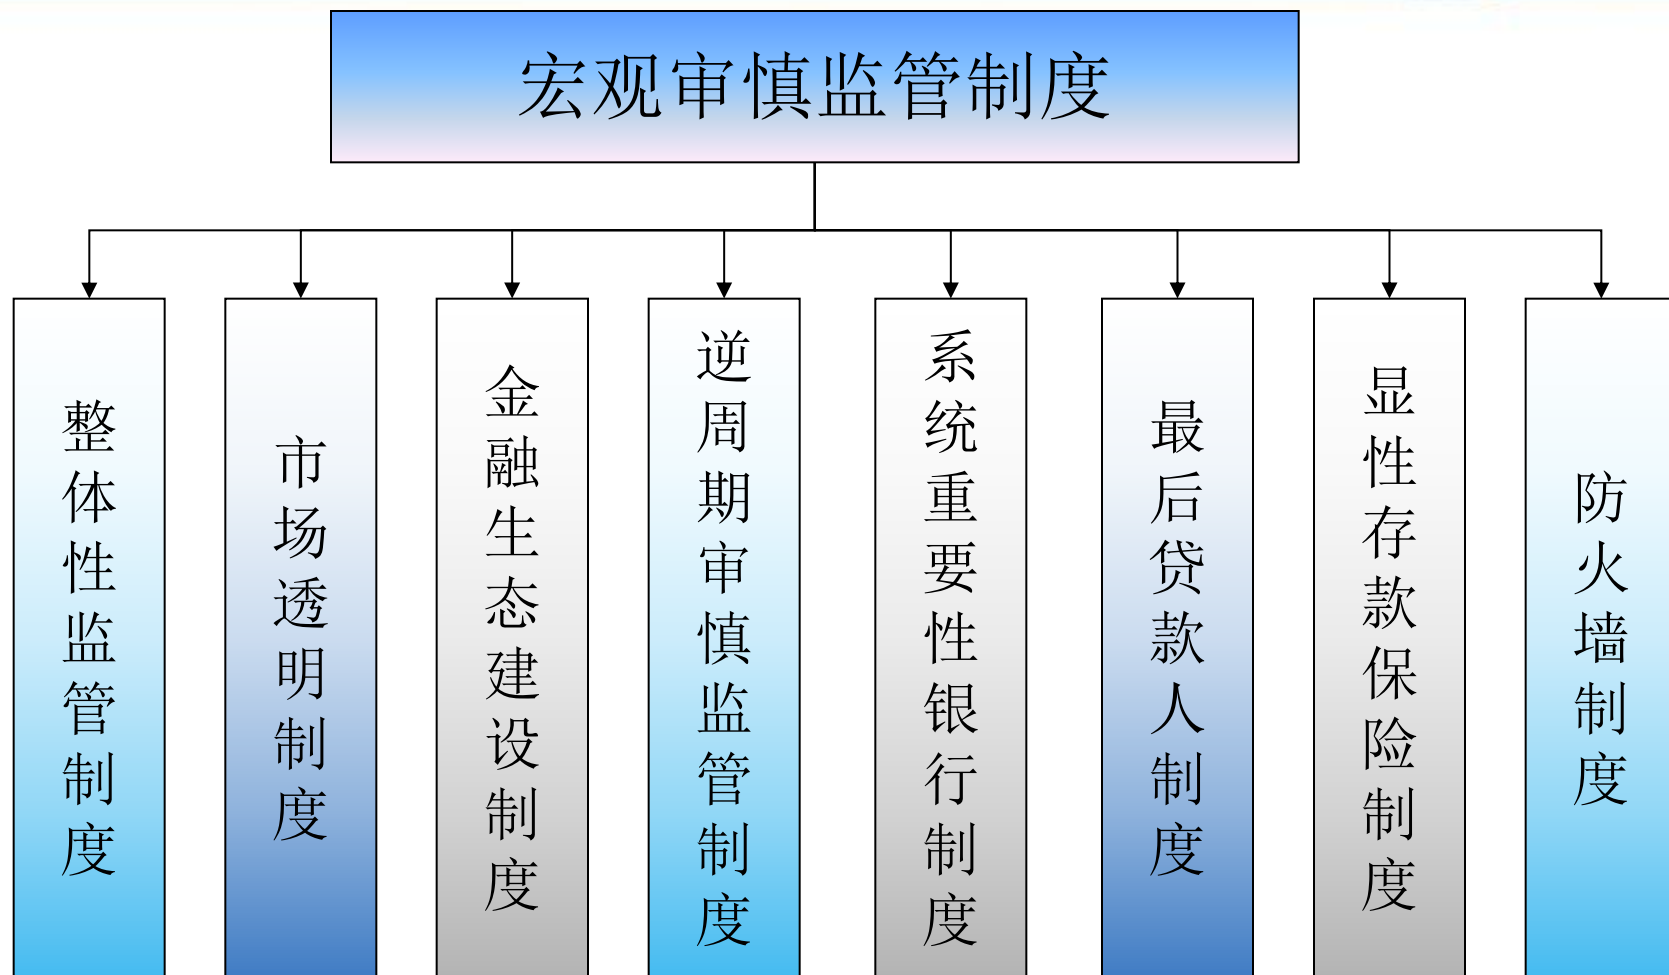 宏观审慎监管制度
整体性监管制度
市场透明制度
金融生态建设制度
逆周期审慎监管制度
系统重要性银行制度
最后贷款人制度
显性存款保险制度
防火墙制度